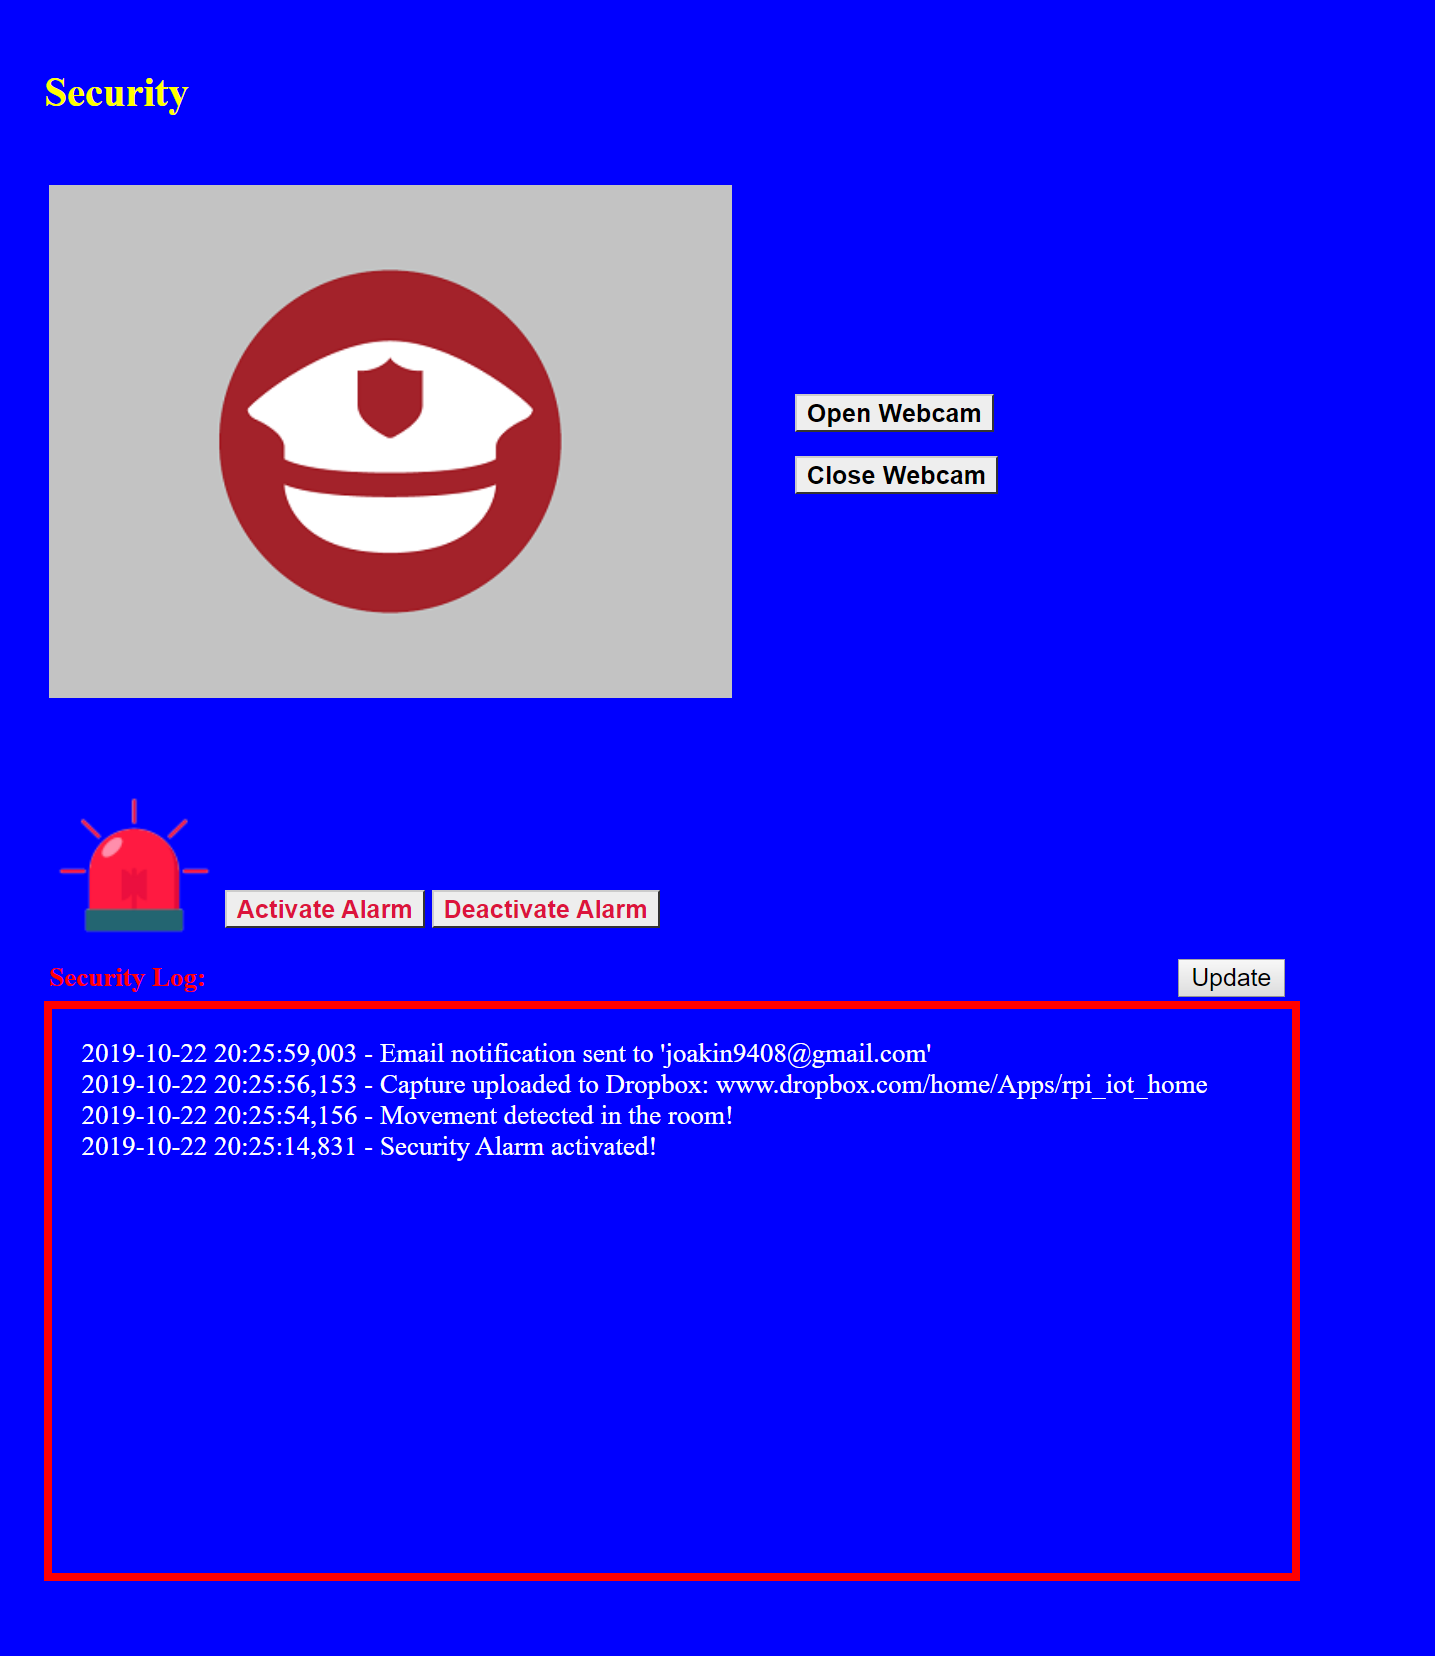 Security
Open Webcam
Close Webcam
Activate Alarm Deactivate Alarm
Security Log: Update
2019-10-22 20:25:59,003 - Email notification sent to 'joakin9408@gmail.com'
2019-10-22 20:25:56,153 - Capture uploaded to Dropbox: www.dropbox.com/home/Apps/rpi_iot_home
2019-10-22 20:25:54,156 - Movement detected in the room!
2019-10-22 20:25:14,831 - Security Alarm activated!